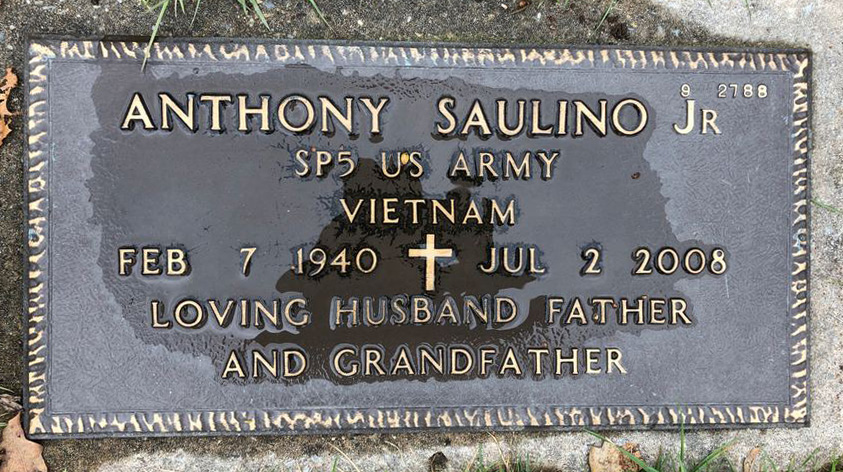 9 2788
ANTHONY SAULINO JR
SP5 US ARMY
VIETNAM
FEB 7 1940 JUL 2 2008
LOVING HUSBAND FATHER
AND GRANDFATHER